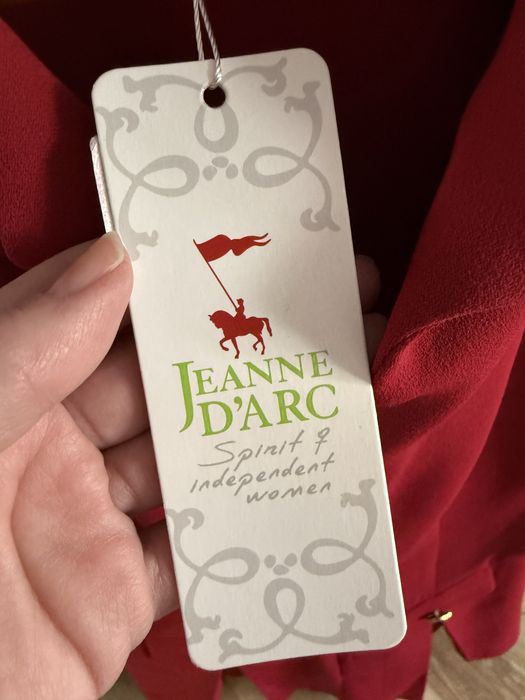 JEANNE
D'ARC
Spirit of
independent
women